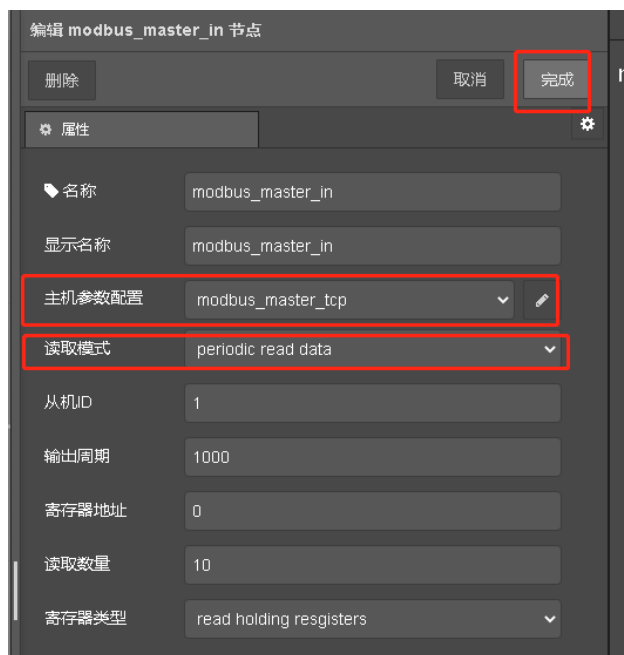 编辑 modbus_master_in 节点
删除 取消 完成
属性
名称 modbus_master_in
显示名称 modbus_master_in
主机参数配置 modbus_master_tcp
读取模式 periodic read data
从机ID 1
输出周期 1000
寄存器地址 0
读取数量 10
寄存器类型 read holding resgisters